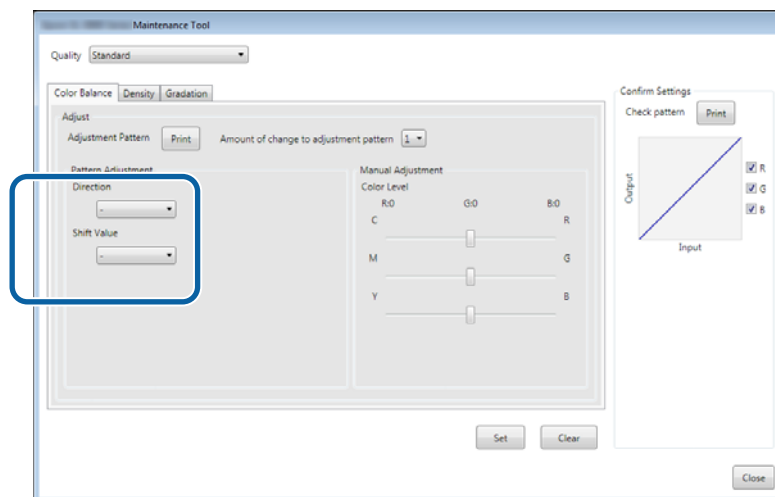 Maintenance Tool
Quality Standard
Color Balance Density Gradation
Adjust
Adjustment Pattern Print Amount of change to adjustment pattern 1
Pattern Adjustment
Direction
-
Shift Value
-
Manual Adjustment
Color Level
R:0 G:0 B:0
C R
M G
Y B
Set Clear
Confirm Settings
Check pattern Print
Output
Input
R
G
B
Close